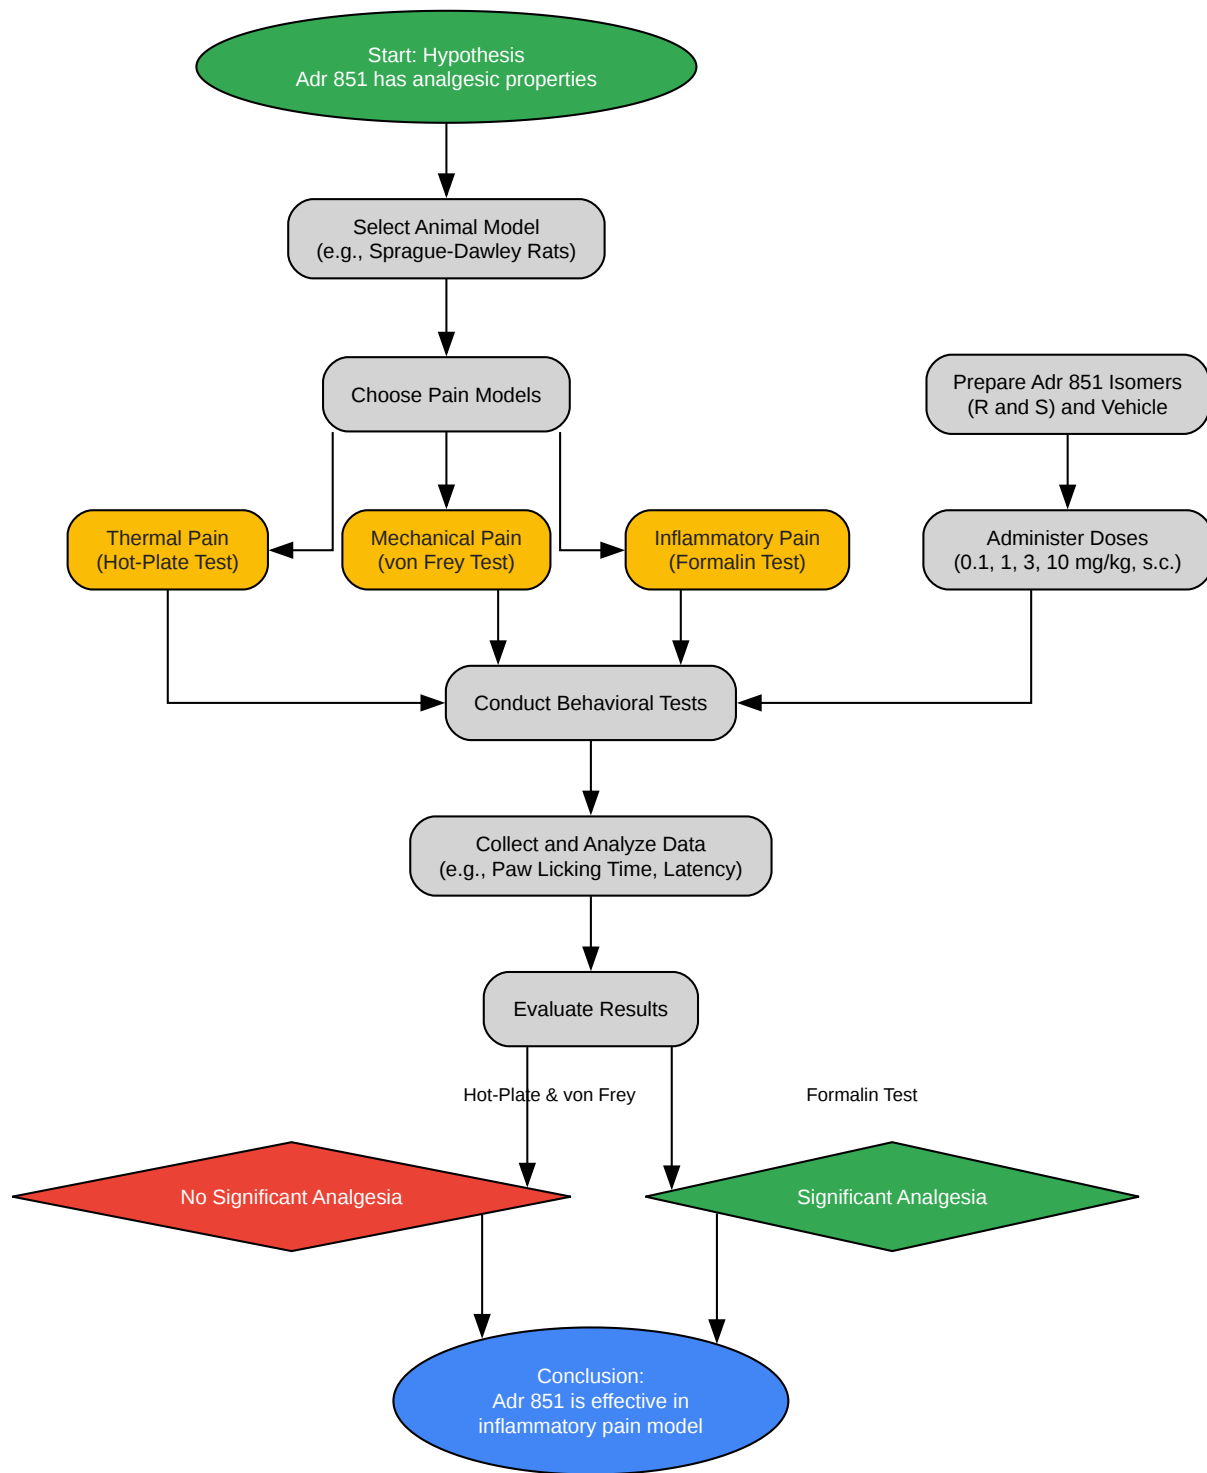 Start: Hypothesis
Adr 851 has analgesic properties
Select Animal Model
(e.g., Sprague-Dawley Rats)
Choose Pain Models
Prepare Adr 851 Isomers
(R and S) and Vehicle
Thermal Pain
(Hot-Plate Test)
Mechanical Pain
(von Frey Test)
Inflammatory Pain
(Formalin Test)
Administer Doses
(0.1, 1, 3, 10 mg/kg, s.c.)
Conduct Behavioral Tests
Collect and Analyze Data
(e.g., Paw Licking Time, Latency)
Evaluate Results
Hot-Plate & von Frey
Formalin Test
No Significant Analgesia
Significant Analgesia
Conclusion:
Adr 851 is effective in
inflammatory pain model